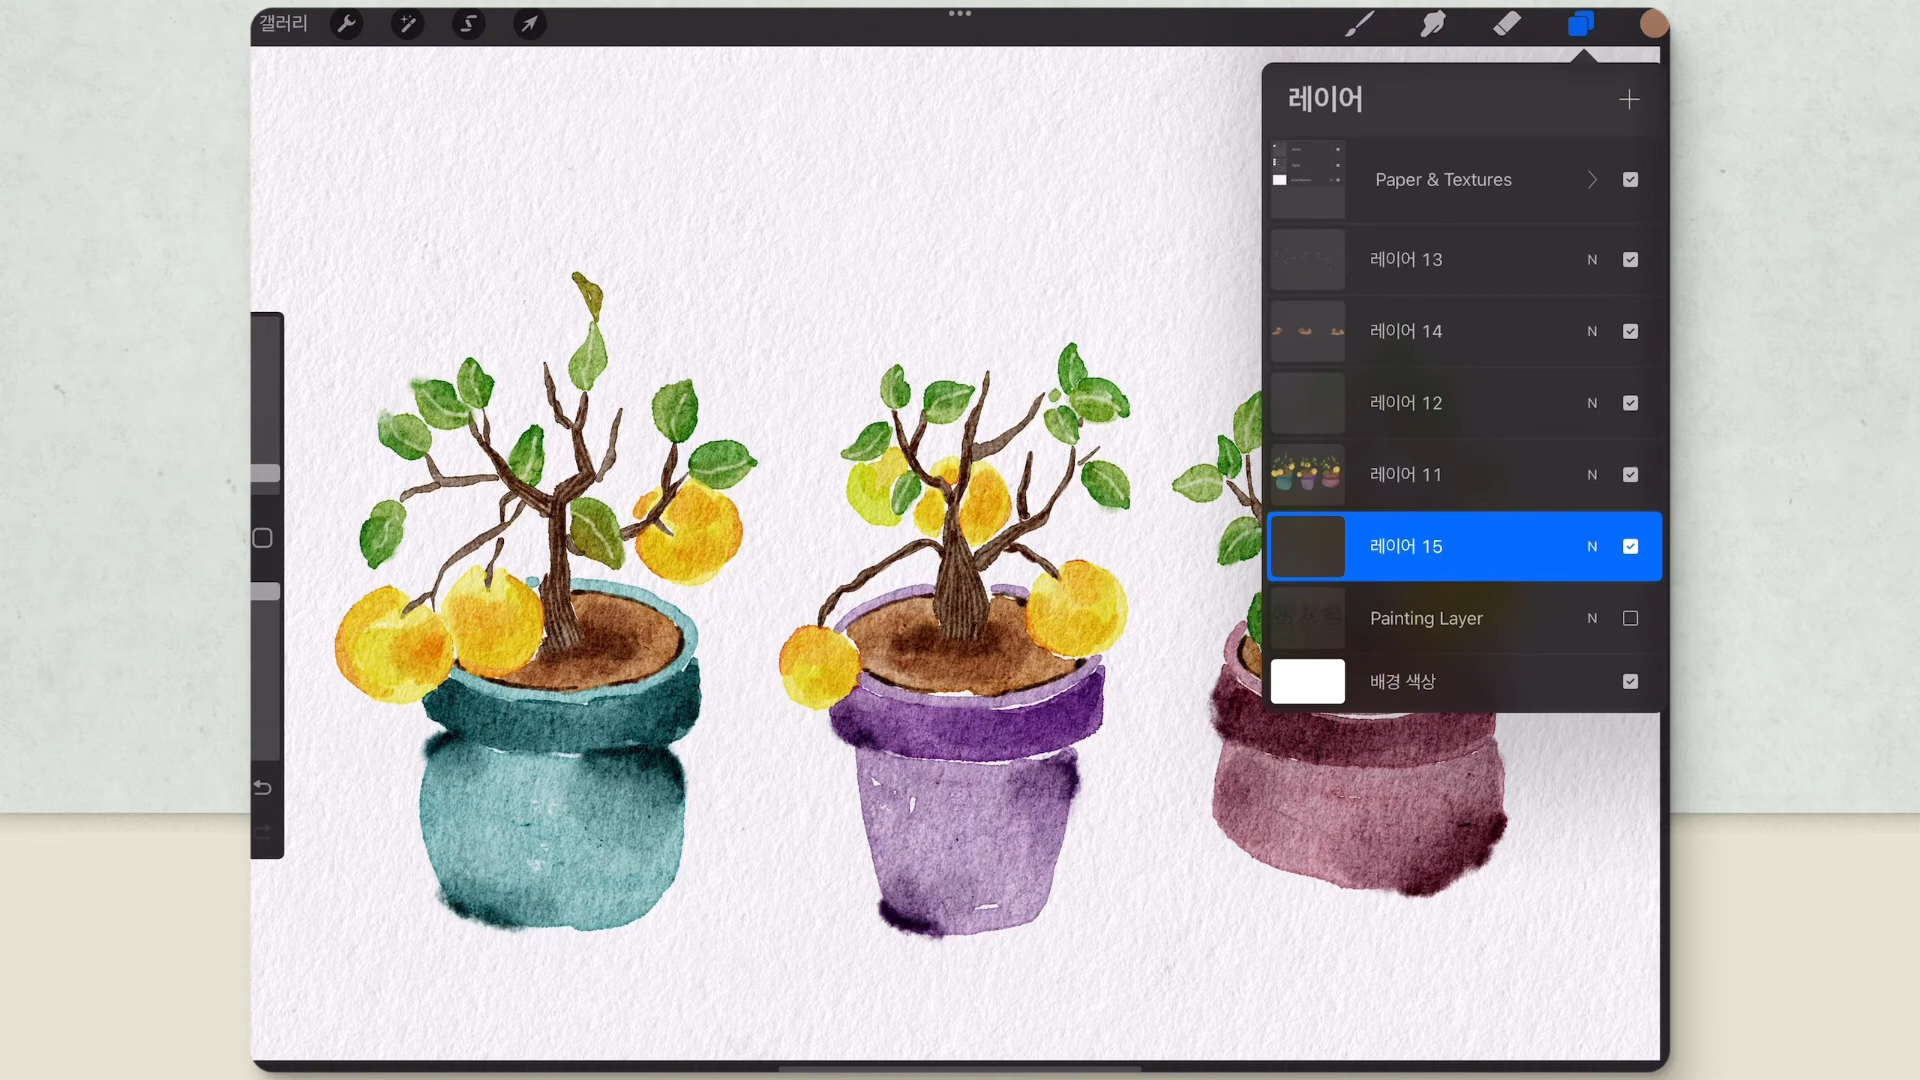 갤러리
레이어
Paper & Textures
레이어 13 N
레이어 14 N
레이어 12 N
레이어 11 N
레이어 15 N
Painting Layer N
배경 색상